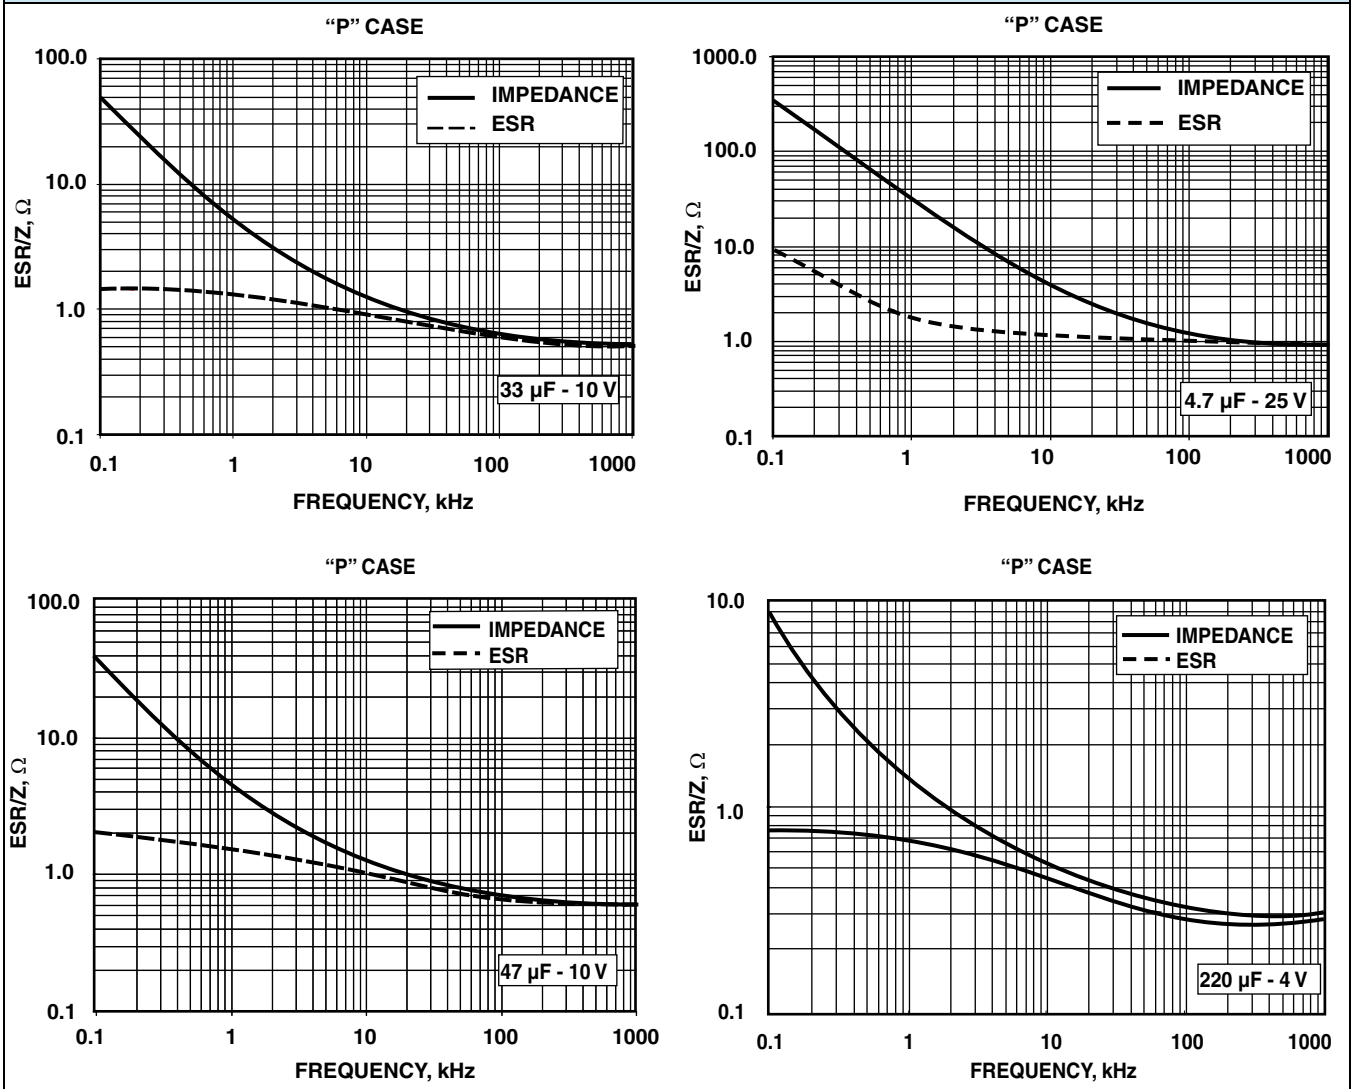 “P” CASE
100.0
10.0
1.0
0.1
ESR/Z, Ω
IMPEDANCE
ESR
33 µF - 10 V
0.1 1 10 100 1000
FREQUENCY, kHz
“P” CASE
1000.0
100.0
10.0
1.0
0.1
ESR/Z, Ω
IMPEDANCE
ESR
4.7 µF - 25 V
0.1 1 10 100 1000
FREQUENCY, kHz
“P” CASE
100.0
10.0
1.0
0.1
ESR/Z, Ω
IMPEDANCE
ESR
47 µF - 10 V
0.1 1 10 100 1000
FREQUENCY, kHz
“P” CASE
10.0
1.0
0.1
ESR/Z, Ω
IMPEDANCE
ESR
220 µF - 4 V
0.1 1 10 100 1000
FREQUENCY, kHz